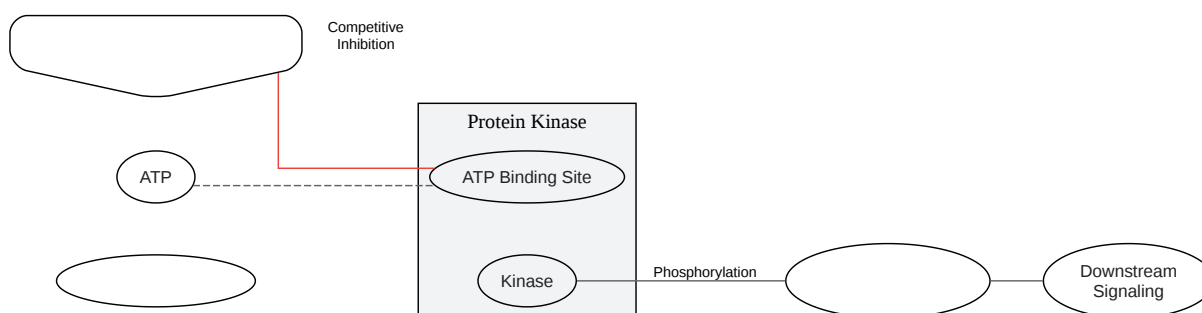 Competitive
Inhibition
Protein Kinase
ATP
ATP Binding Site
Kinase
Phosphorylation
Downstream
Signaling